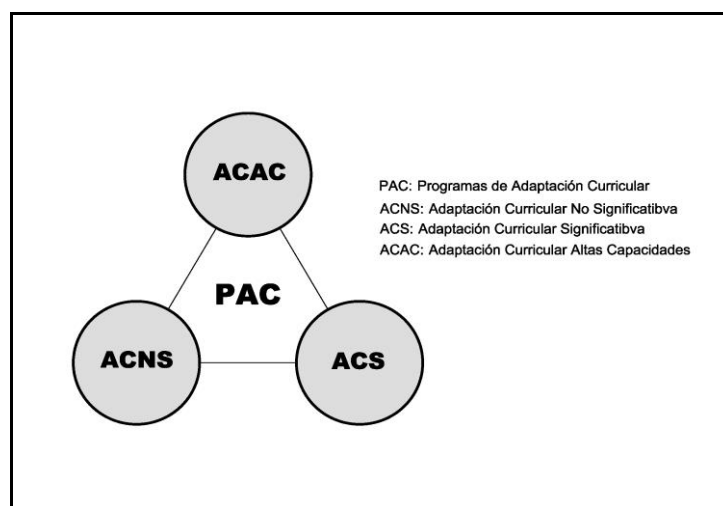 ACAC
PAC
ACNS
ACS
PAC: Programas de Adaptación Curricular
ACNS: Adaptación Curricular No Significatibva
ACS: Adaptación Curricular Significatibva
ACAC: Adaptación Curricular Altas Capacidades